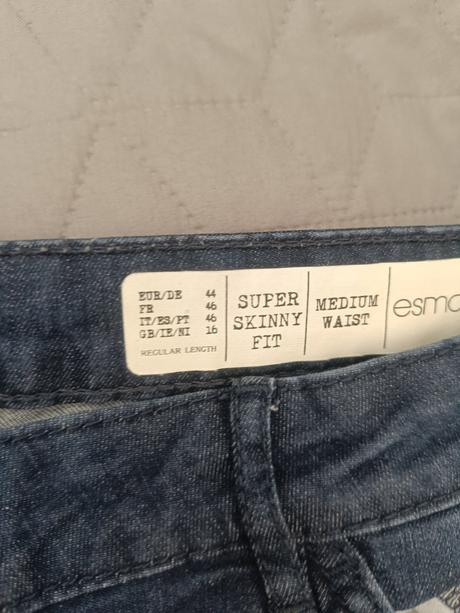 EUR/DE 44
FR 46
IT/ES/PT 46
GB/IE/NI 16
REGULAR LENGTH
SUPER
SKINNY
FIT
MEDIUM
WAIST
esmo